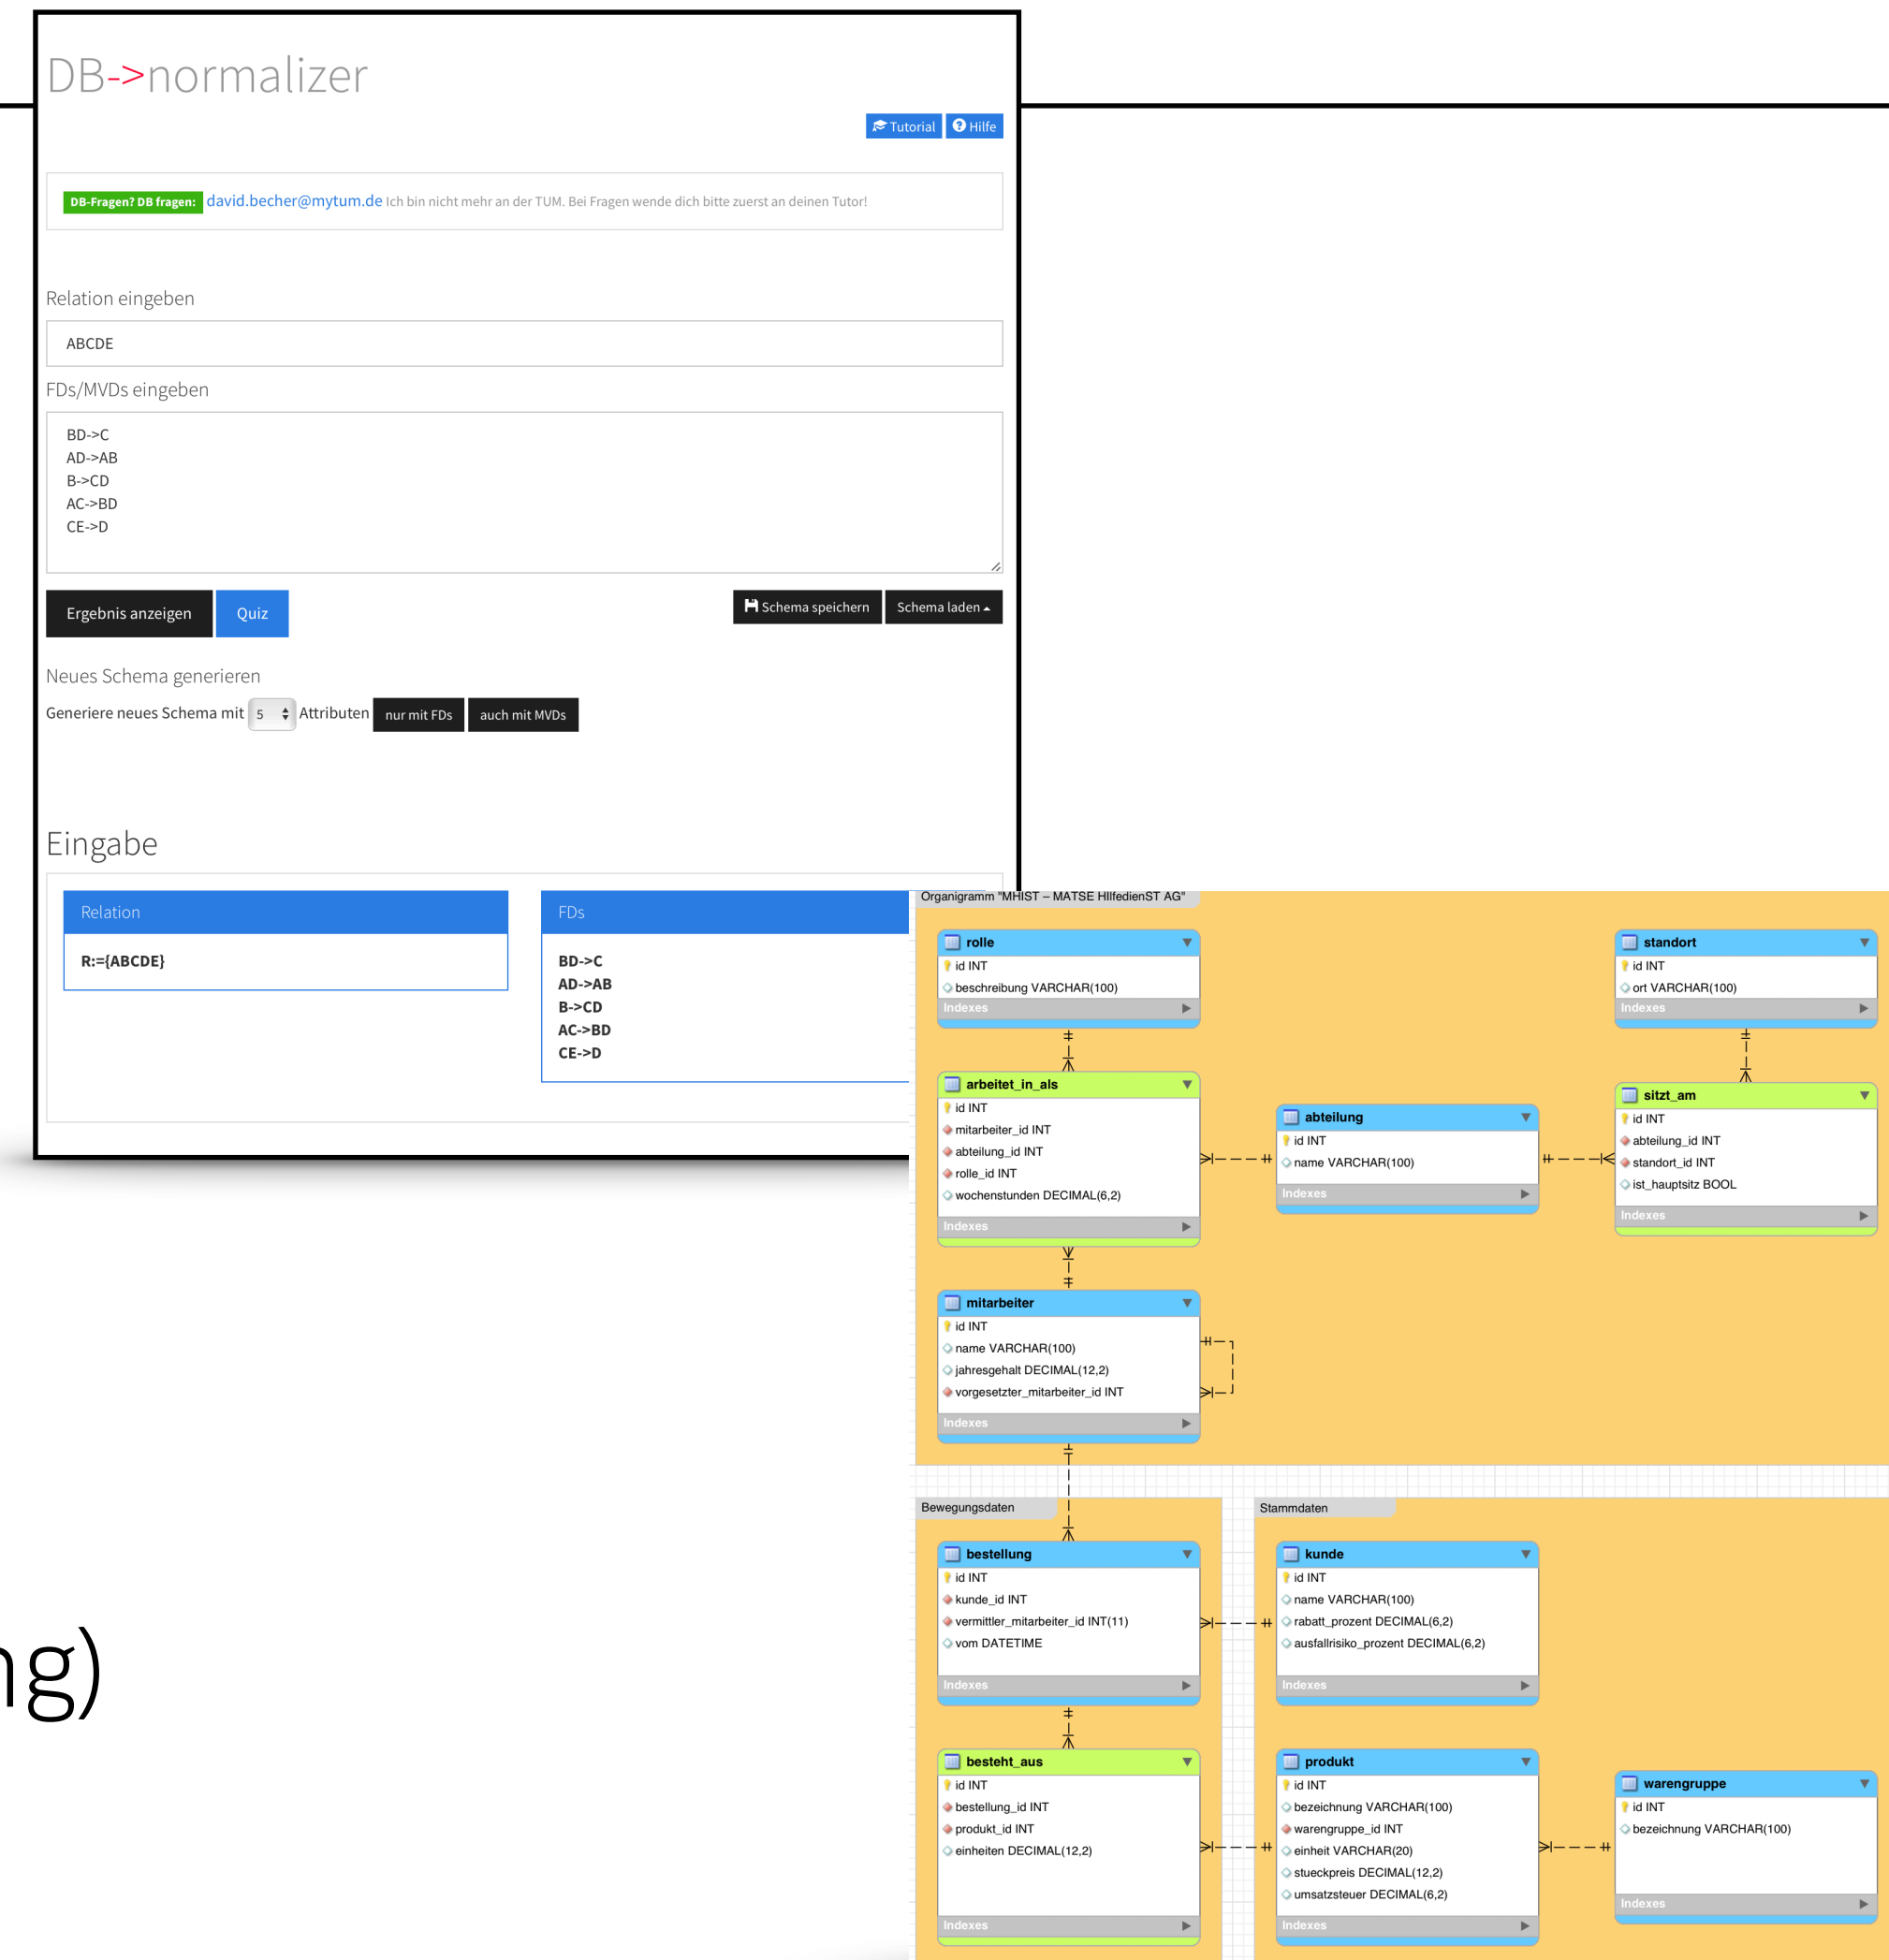 DB->normalizer
Tutorial
Hilfe
DB-Fragen? DB fragen: david.becher@mytum.de Ich bin nicht mehr an der TUM. Bei Fragen wende dich bitte zuerst an deinen Tutor!
Relation eingeben
ABCDE
FDs/MVDs eingeben
BD->C
AD->AB
B->CD
AC->BD
CE->D
Ergebnis anzeigen
Quiz
Schema speichern
Schema laden
Neues Schema generieren
Generiere neues Schema mit 5 Attributen nur mit FDs auch mit MVDs
Eingabe
Relation
R:={ABCDE}
FDs
BD->C
AD->AB
B->CD
AC->BD
CE->D
Organigramm "MHIST – MATSE HIlfedienST AG"
rolle
id INT
beschreibung VARCHAR(100)
Indexes
standort
id INT
ort VARCHAR(100)
Indexes
arbeitet_in_als
id INT
mitarbeiter_id INT
abteilung_id INT
rolle_id INT
wochenstunden DECIMAL(6,2)
Indexes
abteilung
id INT
name VARCHAR(100)
Indexes
sitzt_am
id INT
abteilung_id INT
standort_id INT
ist_hauptsitz BOOL
Indexes
mitarbeiter
id INT
name VARCHAR(100)
jahresgehalt DECIMAL(12,2)
vorgesetzter_mitarbeiter_id INT
Indexes
Bewegungsdaten
bestellung
id INT
kunde_id INT
vermittler_mitarbeiter_id INT(11)
vom DATETIME
Indexes
besteht_aus
id INT
bestellung_id INT
produkt_id INT
einheiten DECIMAL(12,2)
Indexes
Stammdaten
kunde
id INT
name VARCHAR(100)
rabatt_prozent DECIMAL(6,2)
ausfallrisiko_prozent DECIMAL(6,2)
Indexes
produkt
id INT
bezeichnung VARCHAR(100)
warengruppe_id INT
einheit VARCHAR(20)
stueckpreis DECIMAL(12,2)
umsatzsteuer DECIMAL(6,2)
Indexes
warengruppe
id INT
bezeichnung VARCHAR(100)
Indexes